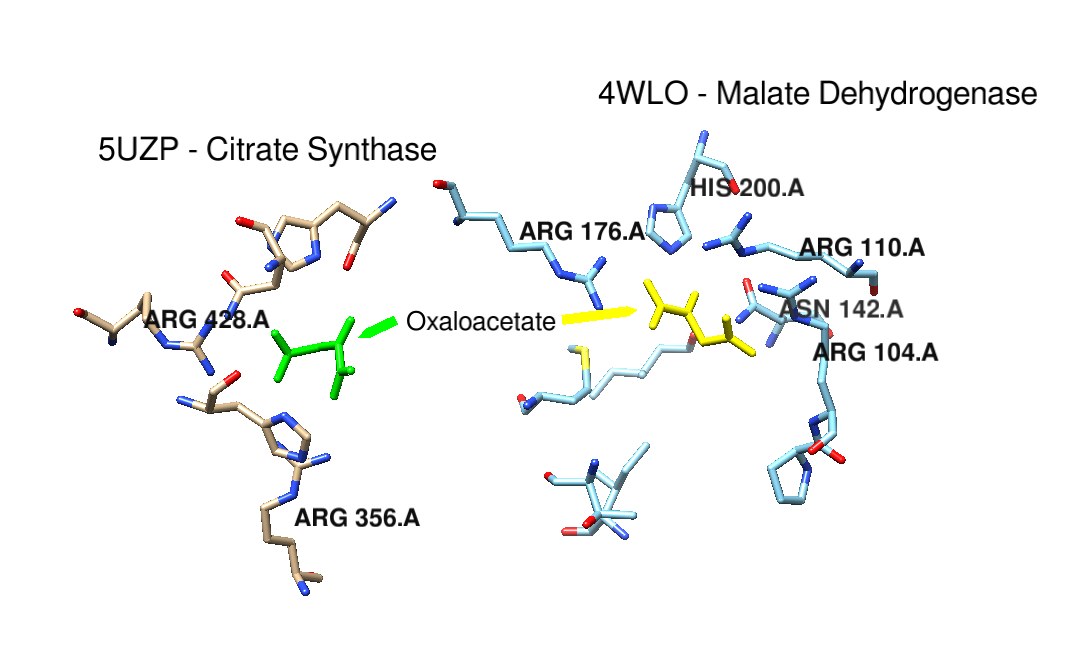 4WLO - Malate Dehydrogenase
5UZP - Citrate Synthase
HIS 200.A
ARG 176.A
ARG 110.A
ASN 142.A
ARG 428.A
Oxaloacetate
ARG 104.A
ARG 356.A